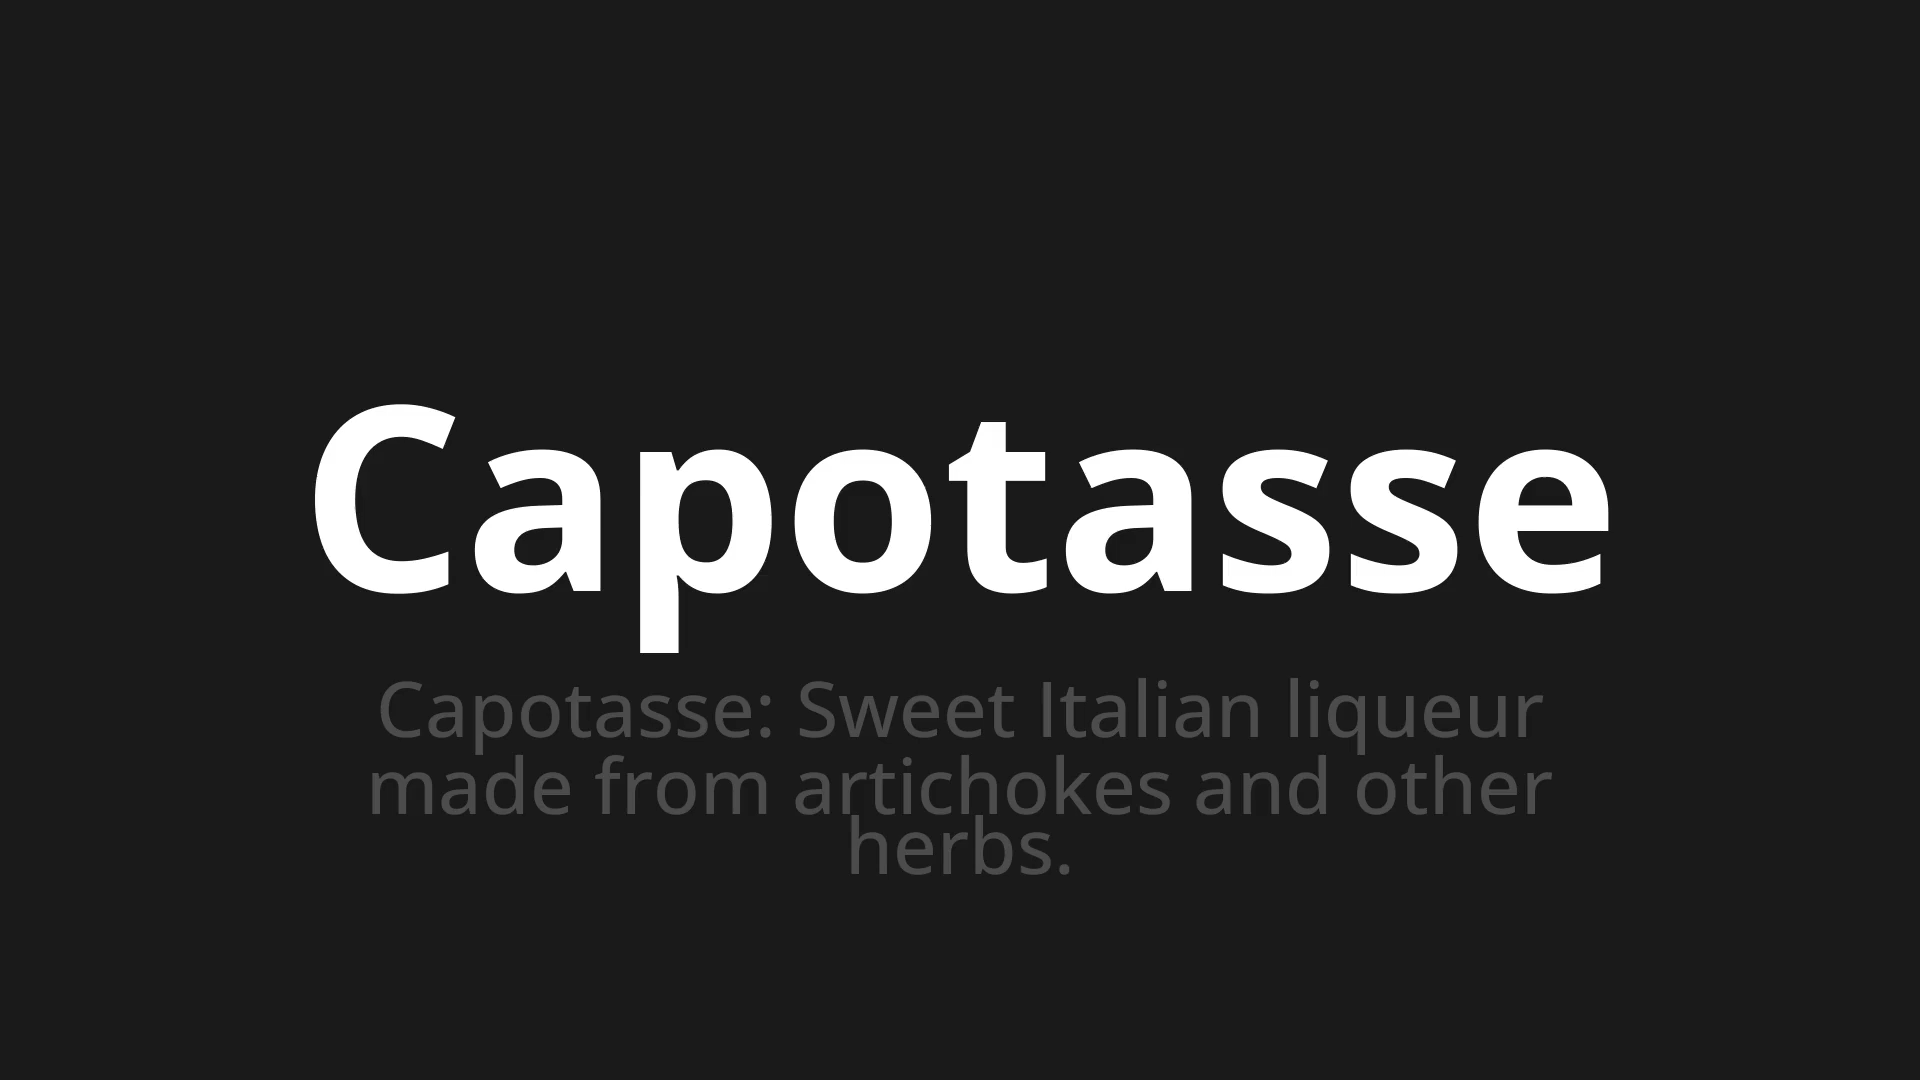 Capotasse
Capotasse: Sweet Italian liqueur
made from artichokes and other
herbs.